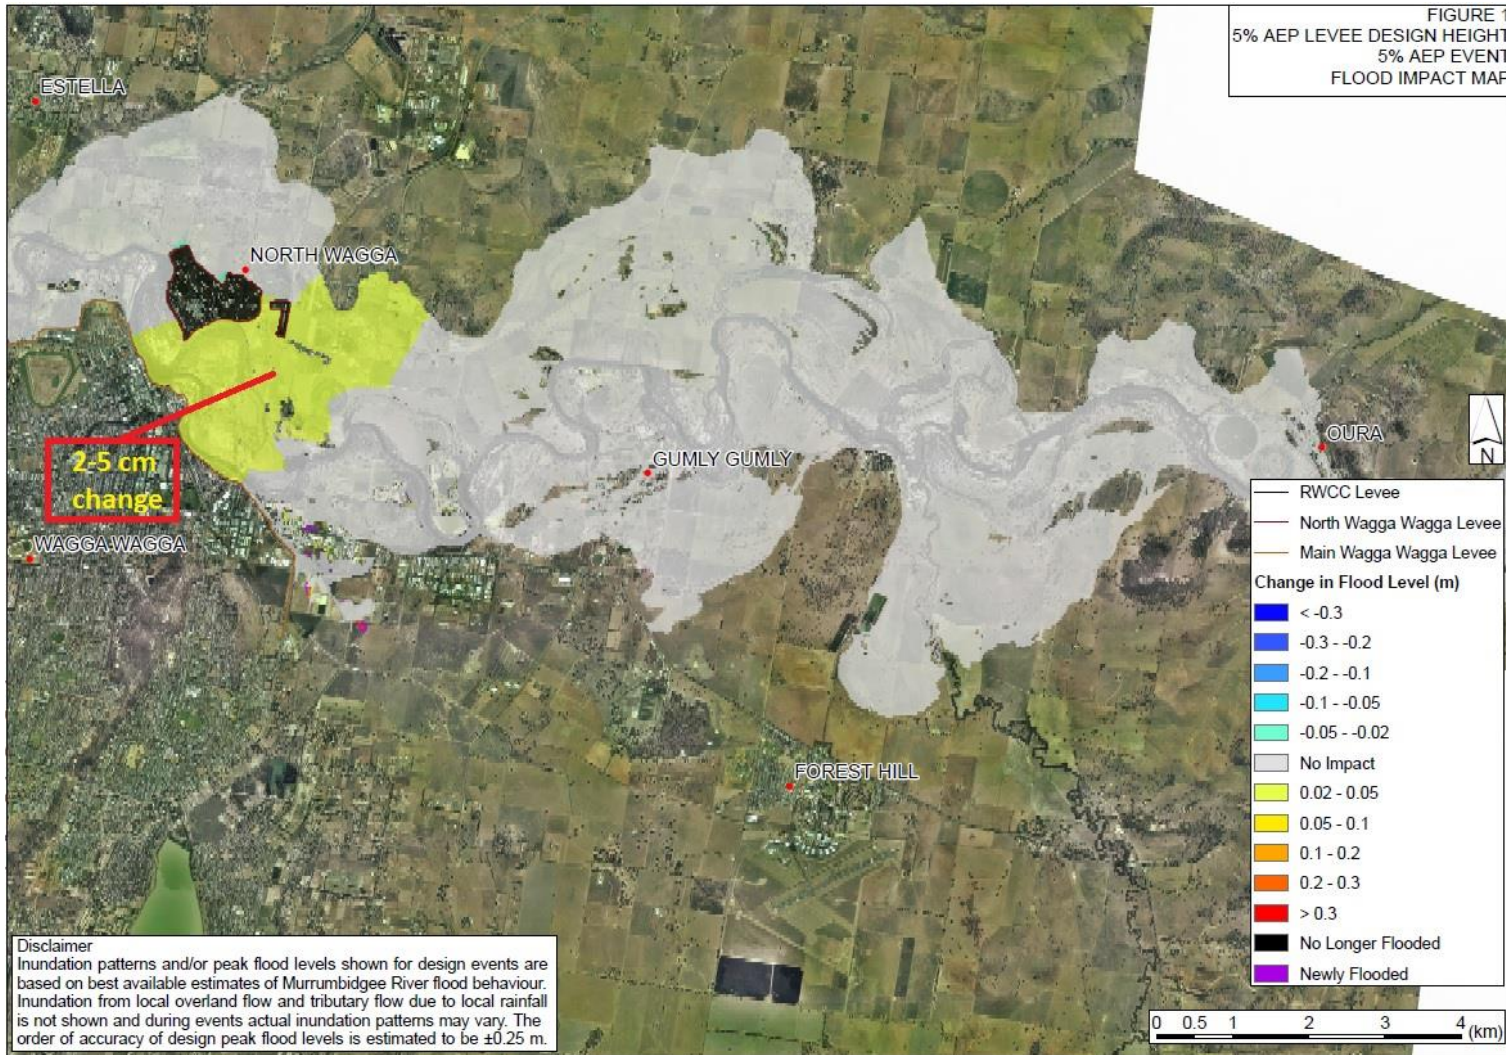 FIGURE 1
5% AEP LEVEE DESIGN HEIGHT
5% AEP EVENT
FLOOD IMPACT MAP
ESTELLA
NORTH WAGGA
2-5 cm
change
WAGGA WAGGA
GUMLY GUMLY
OURA
FOREST HILL
N
RWCC Levee
North Wagga Wagga Levee
Main Wagga Wagga Levee
Change in Flood Level (m)
< -0.3
-0.3 - -0.2
-0.2 - -0.1
-0.1 - -0.05
-0.05 - -0.02
No Impact
0.02 - 0.05
0.05 - 0.1
0.1 - 0.2
0.2 - 0.3
> 0.3
No Longer Flooded
Newly Flooded
0 0.5 1 2 3 4 (km)
Disclaimer
Inundation patterns and/or peak flood levels shown for design events are
based on best available estimates of Murrumbidgee River flood behaviour.
Inundation from local overland flow and tributary flow due to local rainfall
is not shown and during events actual inundation patterns may vary. The
order of accuracy of design peak flood levels is estimated to be ±0.25 m.